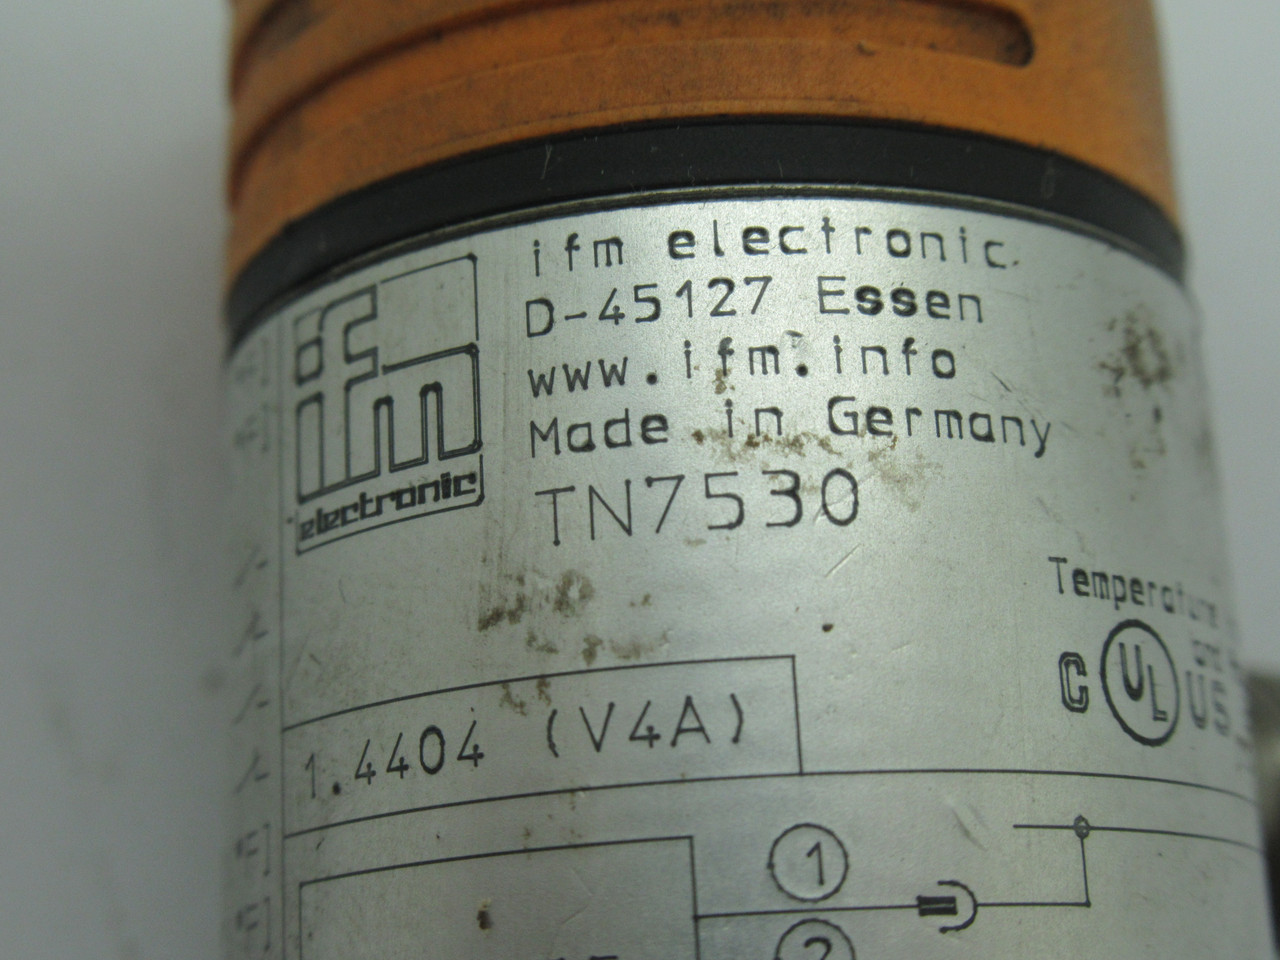 ifm electronic
D-45127 Essen
www.ifm.info
Made in Germany
TN7530
ifm
electronic
Temperature
C UL US
1.4404 (V4A)
1
2